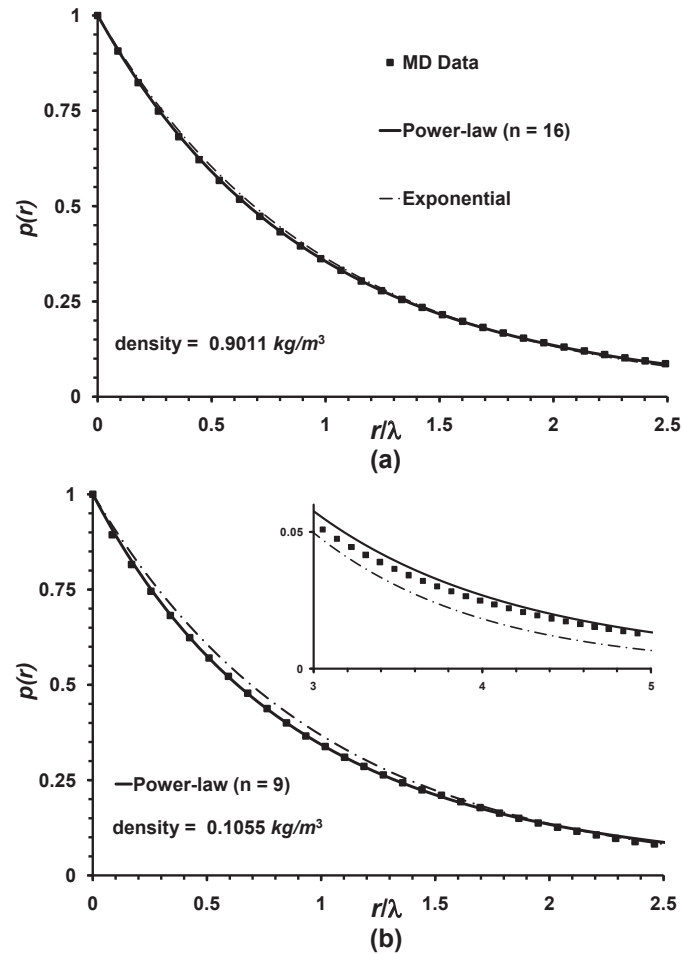 1
MD Data
0.75
Power-law (n = 16)
p(r)
0.5
Exponential
0.25
density = 0.9011 kg/m³
0
0 0.5 1 1.5 2 2.5
r/λ
(a)
1
0.05
0.75
0
3 4 5
p(r)
0.5
0.25
Power-law (n = 9)
density = 0.1055 kg/m³
0
0 0.5 1 1.5 2 2.5
r/λ
(b)